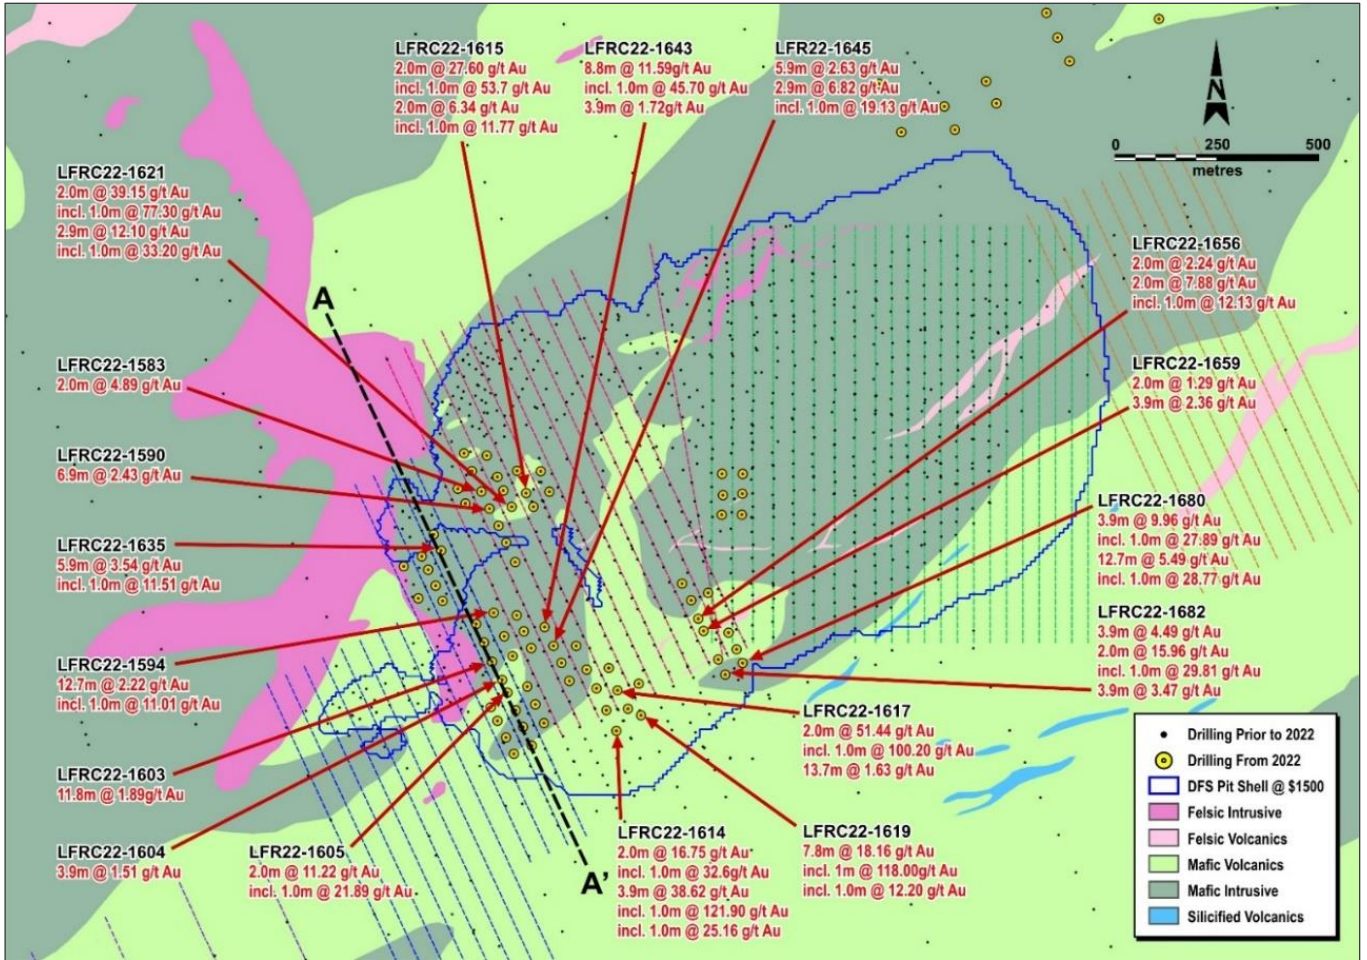 LFRC22-1615
2.0m @ 27.60 g/t Au
incl. 1.0m @ 53.7 g/t Au
2.0m @ 6.34 g/t Au
incl. 1.0m @ 11.77 g/t Au
LFRC22-1643
8.8m @ 11.59g/t Au
incl. 1.0m @ 45.70 g/t Au
3.9m @ 1.72g/t Au
LFR22-1645
5.9m @ 2.63 g/t Au
2.9m @ 6.82 g/t Au
incl. 1.0m @ 19.13 g/t Au
N
0 250 500
metres
LFRC22-1621
2.0m @ 39.15 g/t Au
incl. 1.0m @ 77.30 g/t Au
2.9m @ 12.10 g/t Au
incl. 1.0m @ 33.20 g/t Au
LFRC22-1656
2.0m @ 2.24 g/t Au
2.0m @ 7.88 g/t Au
incl. 1.0m @ 12.13 g/t Au
A
LFRC22-1583
2.0m @ 4.89 g/t Au
LFRC22-1659
2.0m @ 1.29 g/t Au
3.9m @ 2.36 g/t Au
LFRC22-1590
6.9m @ 2.43 g/t Au
LFRC22-1680
3.9m @ 9.96 g/t Au
incl. 1.0m @ 27.89 g/t Au
12.7m @ 5.49 g/t Au
incl. 1.0m @ 28.77 g/t Au
LFRC22-1635
5.9m @ 3.54 g/t Au
incl. 1.0m @ 11.51 g/t Au
LFRC22-1682
3.9m @ 4.49 g/t Au
2.0m @ 15.96 g/t Au
incl. 1.0m @ 29.81 g/t Au
3.9m @ 3.47 g/t Au
LFRC22-1594
12.7m @ 2.22 g/t Au
incl. 1.0m @ 11.01 g/t Au
LFRC22-1617
2.0m @ 51.44 g/t Au
incl. 1.0m @ 100.20 g/t Au
13.7m @ 1.63 g/t Au
LFRC22-1603
11.8m @ 1.89g/t Au
LFRC22-1604
3.9m @ 1.51 g/t Au
LFR22-1605
2.0m @ 11.22 g/t Au
incl. 1.0m @ 21.89 g/t Au
A'
LFRC22-1614
2.0m @ 16.75 g/t Au
incl. 1.0m @ 32.6g/t Au
3.9m @ 38.62 g/t Au
incl. 1.0m @ 121.90 g/t Au
incl. 1.0m @ 25.16 g/t Au
LFRC22-1619
7.8m @ 18.16 g/t Au
incl. 1m @ 118.00g/t Au
incl. 1.0m @ 12.20 g/t Au
Drilling Prior to 2022
Drilling From 2022
DFS Pit Shell @ $1500
Felsic Intrusive
Felsic Volcanics
Mafic Volcanics
Mafic Intrusive
Silicified Volcanics